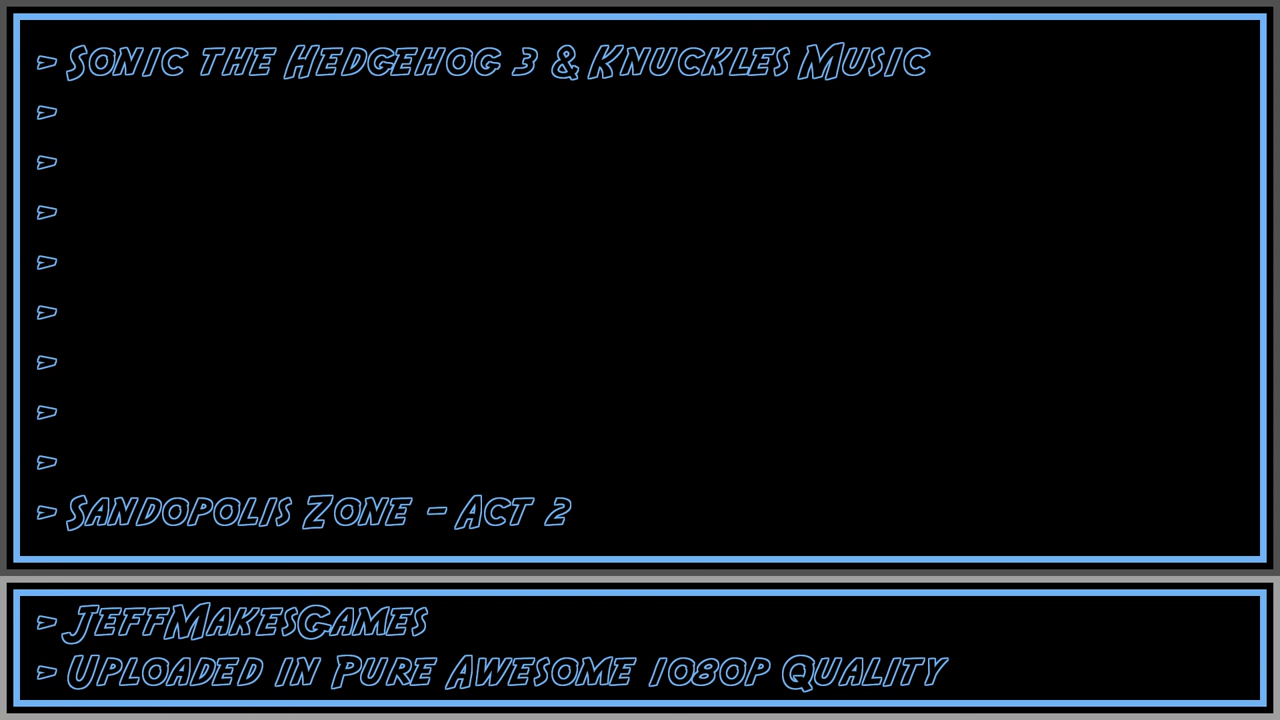 Sonic the Hedgehog 3 & Knuckles Music
Sandopolis Zone - Act 2
JeffMakesGames
Uploaded in Pure Awesome 1080p Quality